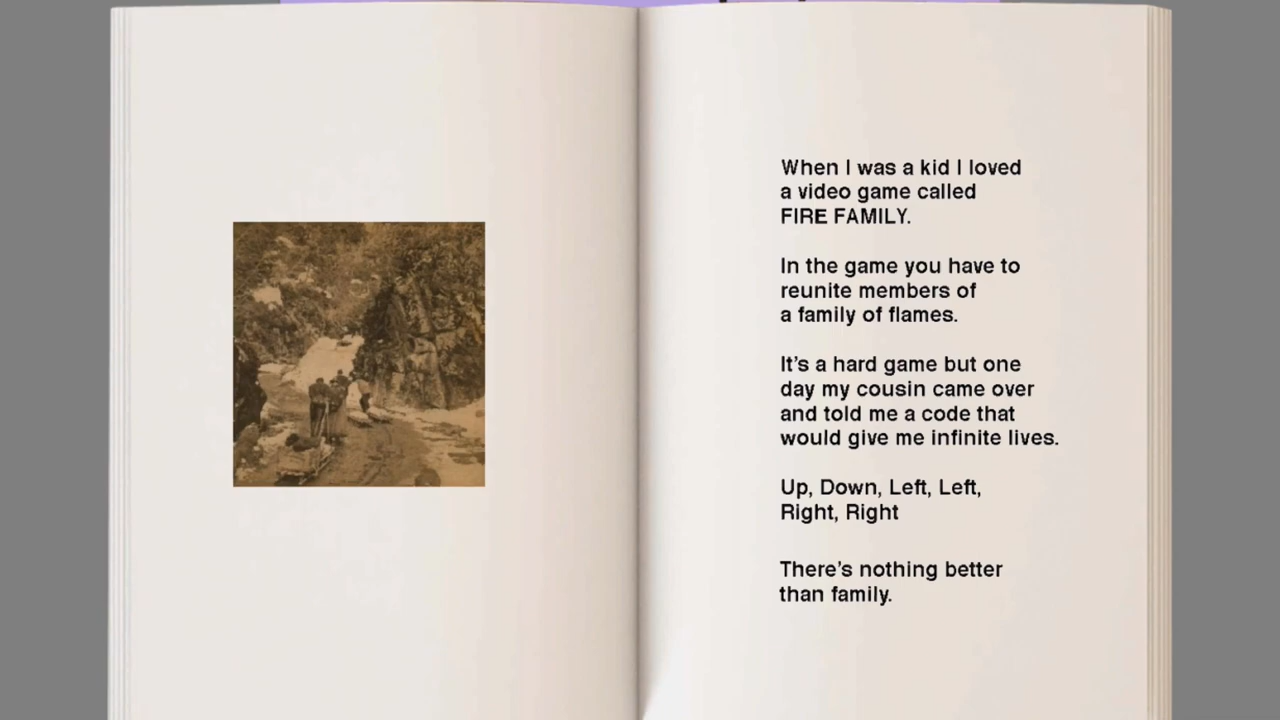 When I was a kid I loved
a video game called
FIRE FAMILY.
In the game you have to
reunite members of
a family of flames.
It's a hard game but one
day my cousin came over
and told me a code that
would give me infinite lives.
Up, Down, Left, Left,
Right, Right
There's nothing better
than family.